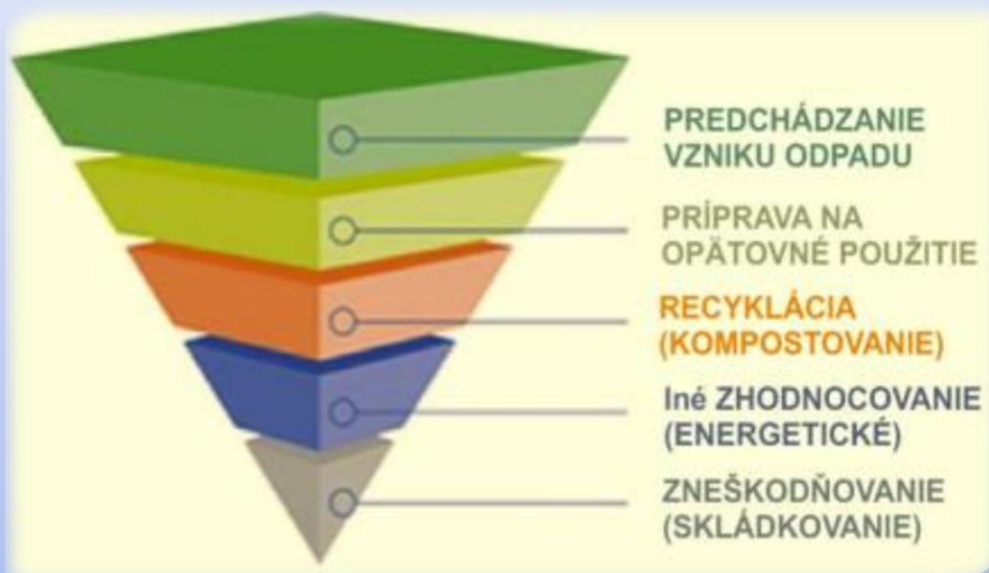 PREDCHÁDZANIE
VZNIKU ODPADU
PRÍPRAVA NA
OPÄTOVNÉ POUŽITIE
RECYKLÁCIA
(KOMPOSTOVANIE)
Iné ZHODNOCOVANIE
(ENERGETICKÉ)
ZNEŠKODŇOVANIE
(SKLÁDKOVANIE)